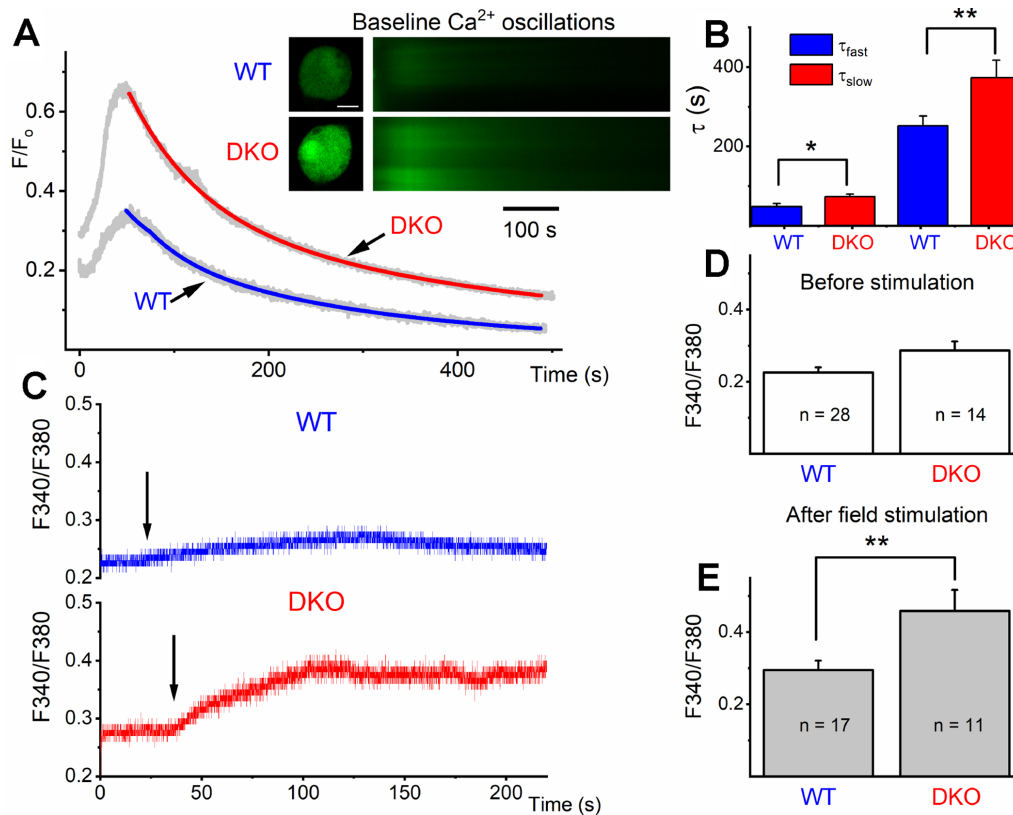 A
Baseline Ca²⁺ oscillations
WT
DKO
F/Fₒ
0.6
0.4
0.2
DKO
WT
100 s
0
200
400
Time (s)
B
τfast
τslow
**
*
τ (s)
400
200
WT
DKO
WT
DKO
C
WT
F340/F380
0.5
0.4
0.3
0.2
DKO
F340/F380
0.5
0.4
0.3
0.2
0
50
100
150
200
Time (s)
D
Before stimulation
F340/F380
0.4
0.2
n = 28
n = 14
WT
DKO
After field stimulation
E
**
F340/F380
0.4
0.2
n = 17
n = 11
WT
DKO